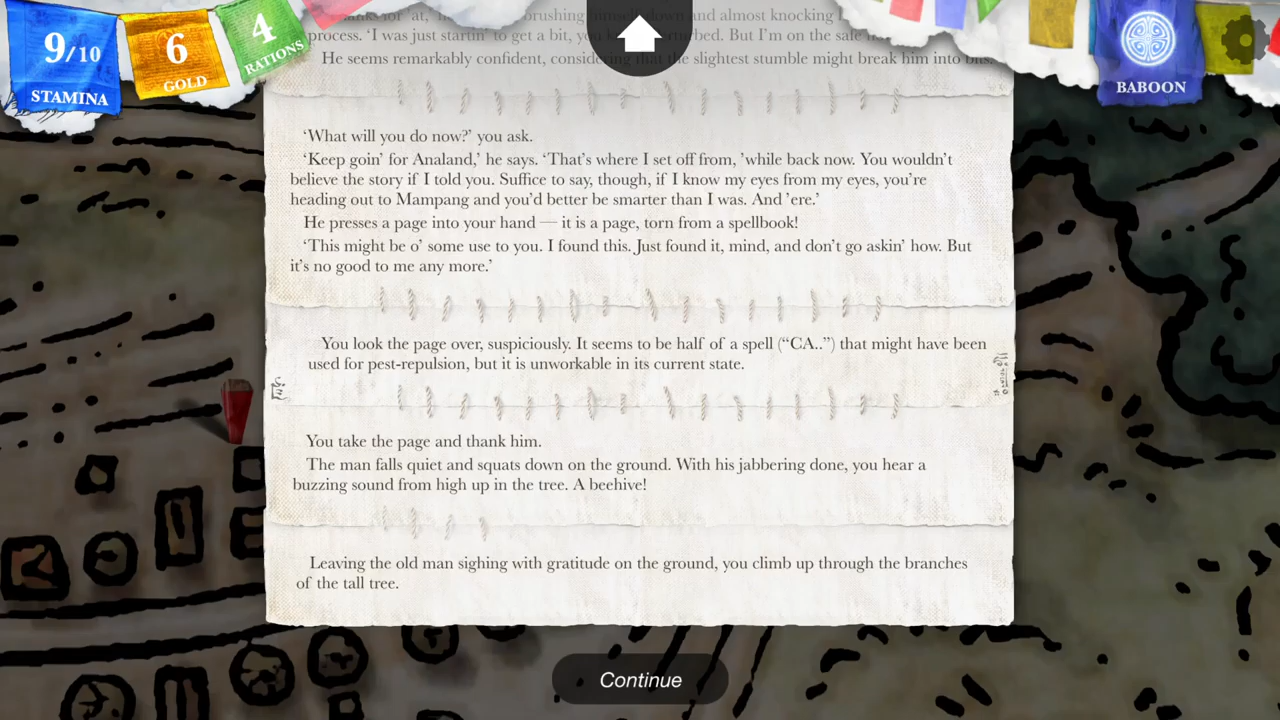 9/10
STAMINA
6
GOLD
4
RATIONS
BABOON
brushing himself down and almost knocking
process. ‘I was just startin’ to get a bit, you
But I’m on the safe
He seems remarkably confident, considering that the slightest stumble might break him into bits.
‘What will you do now?’ you ask.
‘Keep goin’ for Analand,’ he says. ‘That’s where I set off from, ’while back now. You wouldn’t
believe the story if I told you. Suffice to say, though, if I know my eyes from my eyes, you’re
heading out to Mampang and you’d better be smarter than I was. And ’ere.’
He presses a page into your hand — it is a page, torn from a spellbook!
‘This might be o’ some use to you. I found this. Just found it, mind, and don’t go askin’ how. But
it’s no good to me any more.’
You look the page over, suspiciously. It seems to be half of a spell (“CA..”) that might have been
used for pest-repulsion, but it is unworkable in its current state.
You take the page and thank him.
The man falls quiet and squats down on the ground. With his jabbering done, you hear a
buzzing sound from high up in the tree. A beehive!
Leaving the old man sighing with gratitude on the ground, you climb up through the branches
of the tall tree.
Continue